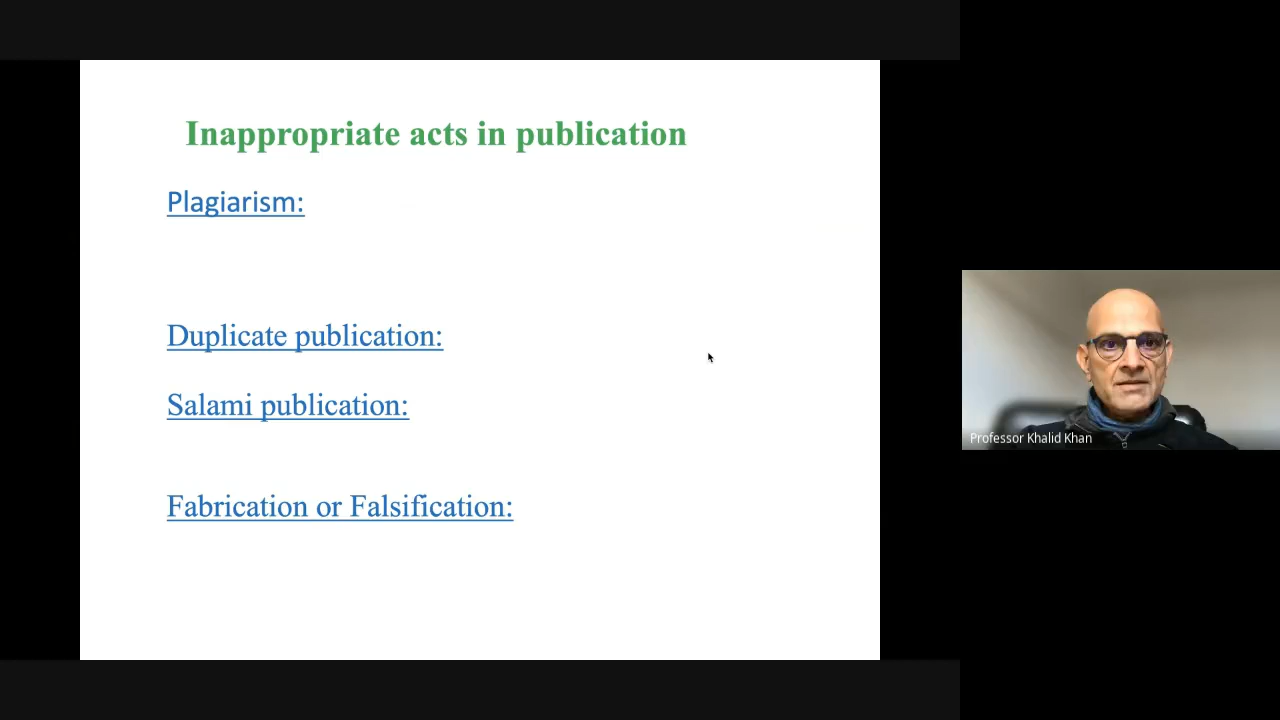 Inappropriate acts in publication
Plagiarism:
Duplicate publication:
Salami publication:
Fabrication or Falsification:
Professor Khalid Khan